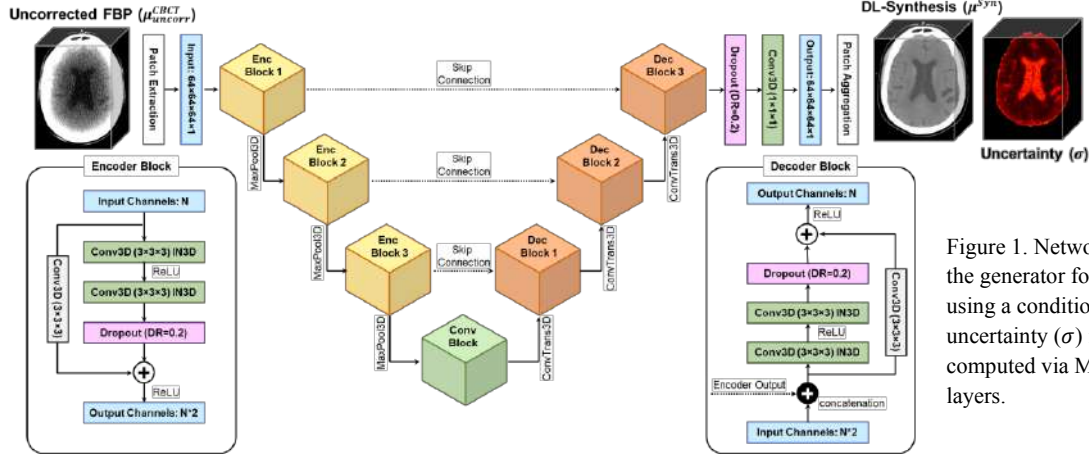 Uncorrected FBP (μ^CBCT_uncorr)
Patch Extraction
Input: 64×64×64×1
Enc Block 1
Skip Connection
Dec Block 3
Dropout (DR=0.2)
Conv3D (1×1×1)
Output: 64×64×64×1
Patch Aggregation
DL-Synthesis (μ^Syn)
Uncertainty (σ)
MaxPool3D
Enc Block 2
Skip Connection
Dec Block 2
ConvTrans3D
MaxPool3D
Enc Block 3
Skip Connection
Dec Block 1
ConvTrans3D
MaxPool3D
Conv Block
ConvTrans3D
Encoder Block
Input Channels: N
Conv3D (3×3×3) IN3D
ReLU
Conv3D (3×3×3) IN3D
Conv3D (3×3×3)
Dropout (DR=0.2)
+
ReLU
Output Channels: N*2
Decoder Block
Output Channels: N
ReLU
+
Dropout (DR=0.2)
Conv3D (3×3×3)
Conv3D (3×3×3) IN3D
ReLU
Conv3D (3×3×3) IN3D
Encoder Output
+
concatenation
Input Channels: N*2
Figure 1. Netwo
the generator fo
using a condition
uncertainty (σ)
computed via M
layers.